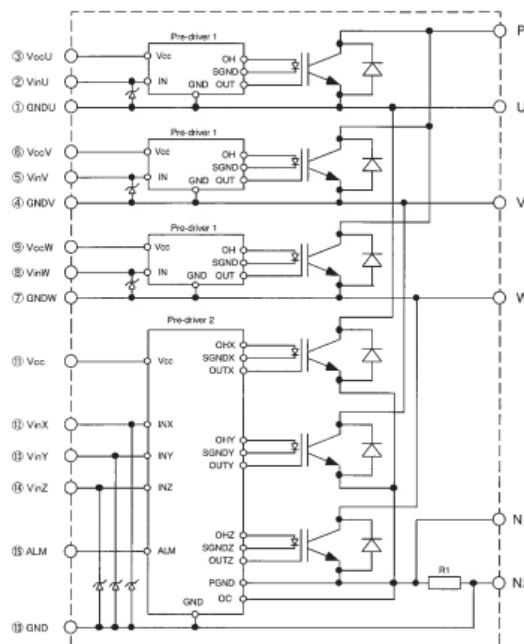 P
Pre-driver 1
③ VccU
Vcc
OH
SGND
② VinU
IN
OUT
GND
① GNDU
U
Pre-driver 1
⑥ VccV
Vcc
OH
SGND
⑤ VinV
IN
OUT
GND
④ GNDV
V
Pre-driver 1
⑨ VccW
Vcc
OH
SGND
⑧ VinW
IN
OUT
GND
⑦ GNDW
W
Pre-driver 2
OHX
⑪ Vcc
Vcc
SGNDX
OUTX
⑫ VinX
INX
OHY
⑬ VinY
INY
SGNDY
OUTY
⑭ VinZ
INZ
OHZ
⑮ ALM
ALM
SGNDZ
OUTZ
R1
PGND
OC
GND
⑩ GND